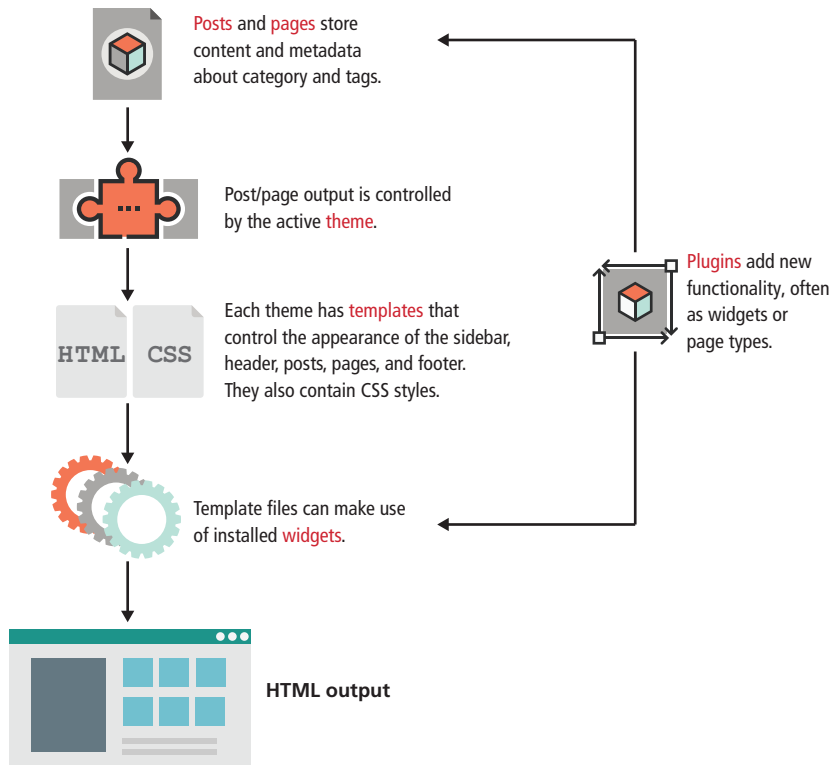 Posts and pages store
content and metadata
about category and tags.
Post/page output is controlled
by the active theme.
Each theme has templates that
control the appearance of the sidebar,
header, posts, pages, and footer.
They also contain CSS styles.
HTML CSS
Template files can make use
of installed widgets.
Plugins add new
functionality, often
as widgets or
page types.
HTML output